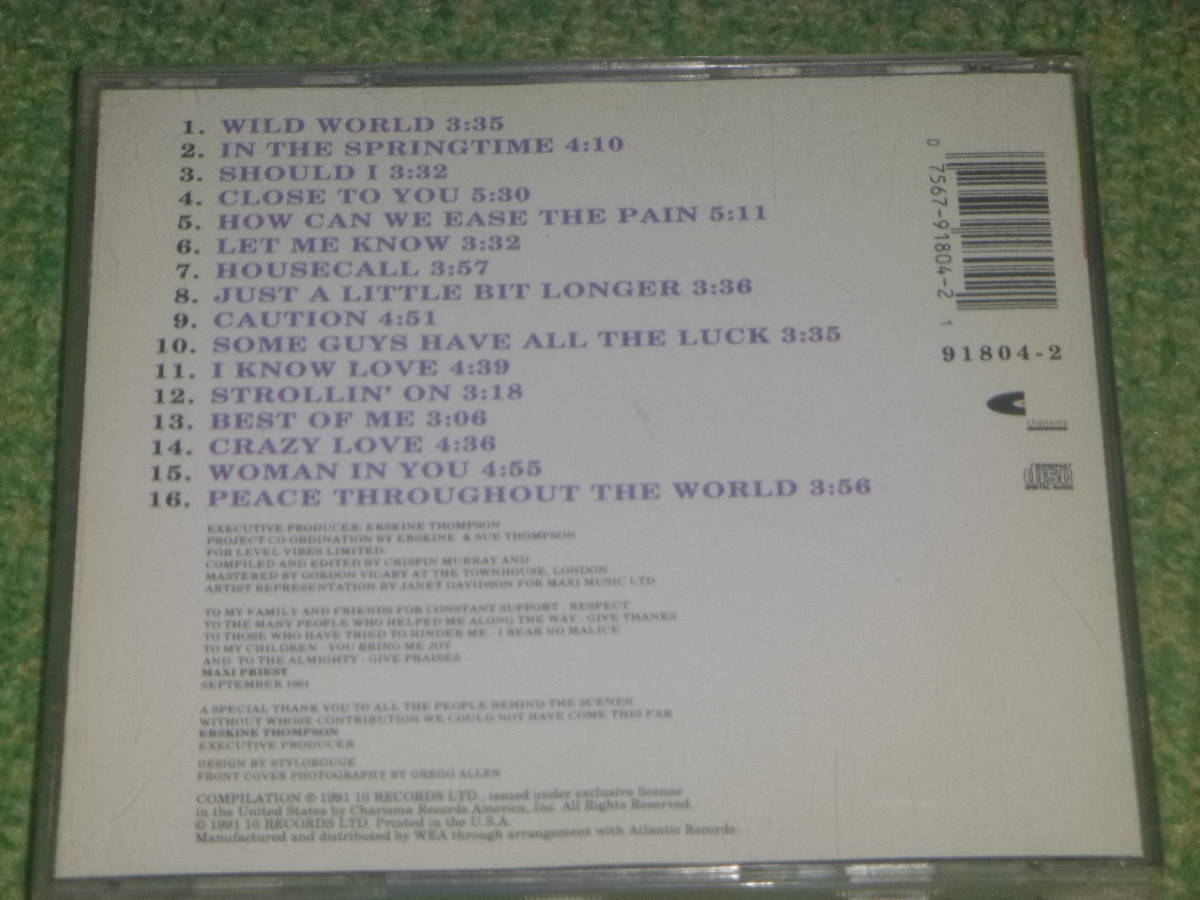 1. WILD WORLD 3:35
2. IN THE SPRINGTIME 4:10
3. SHOULD I 3:32
4. CLOSE TO YOU 5:30
5. HOW CAN WE EASE THE PAIN 5:11
6. LET ME KNOW 3:32
7. HOUSECALL 3:57
8. JUST A LITTLE BIT LONGER 3:36
9. CAUTION 4:51
10. SOME GUYS HAVE ALL THE LUCK 3:35
11. I KNOW LOVE 4:39
12. STROLLIN' ON 3:18
13. BEST OF ME 3:06
14. CRAZY LOVE 4:36
15. WOMAN IN YOU 4:55
16. PEACE THROUGHOUT THE WORLD 3:56
EXECUTIVE PRODUCER: ERSKINE THOMPSON
PROJECT CO-ORDINATION BY ERSKINE & SUE THOMPSON
FOR LEVEL VIBES LIMITED.
COMPILED AND EDITED BY CRISPIN MURRAY AND
MASTERED BY GORDON VICARY AT THE TOWNHOUSE, LONDON
ARTIST REPRESENTATION BY JANET DAVIDSON FOR MAXI MUSIC LTD
TO MY FAMILY AND FRIENDS FOR CONSTANT SUPPORT - RESPECT
TO THE MANY PEOPLE WHO HELPED ME ALONG THE WAY - GIVE THANKS
TO THOSE WHO HAVE TRIED TO HINDER ME - I BEAR NO MALICE
TO MY CHILDREN - YOU BRING ME JOY
AND TO THE ALMIGHTY - GIVE PRAISES
MAXI PRIEST
SEPTEMBER 1991
A SPECIAL THANK YOU TO ALL THE PEOPLE BEHIND THE SCENES
WITHOUT WHOSE CONTRIBUTION WE COULD NOT HAVE COME THIS FAR
ERSKINE THOMPSON
EXECUTIVE PRODUCER
DESIGN BY STYLOROUGE
FRONT COVER PHOTOGRAPHY BY GREGG ALLEN
COMPILATION ℗ 1991 10 RECORDS LTD., issued under exclusive license
in the United States by Charisma Records America, Inc. All Rights Reserved.
© 1991 10 RECORDS LTD. Printed in the U.S.A.
Manufactured and distributed by WEA through arrangement with Atlantic Records.
0 7567-91804-2 1
91804-2
charisma
COMPACT
disc
DIGITAL AUDIO